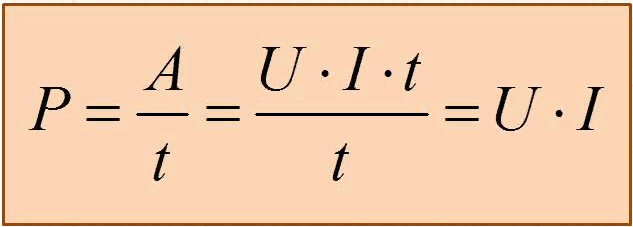 P = A/t = U · I · t/t = U · I